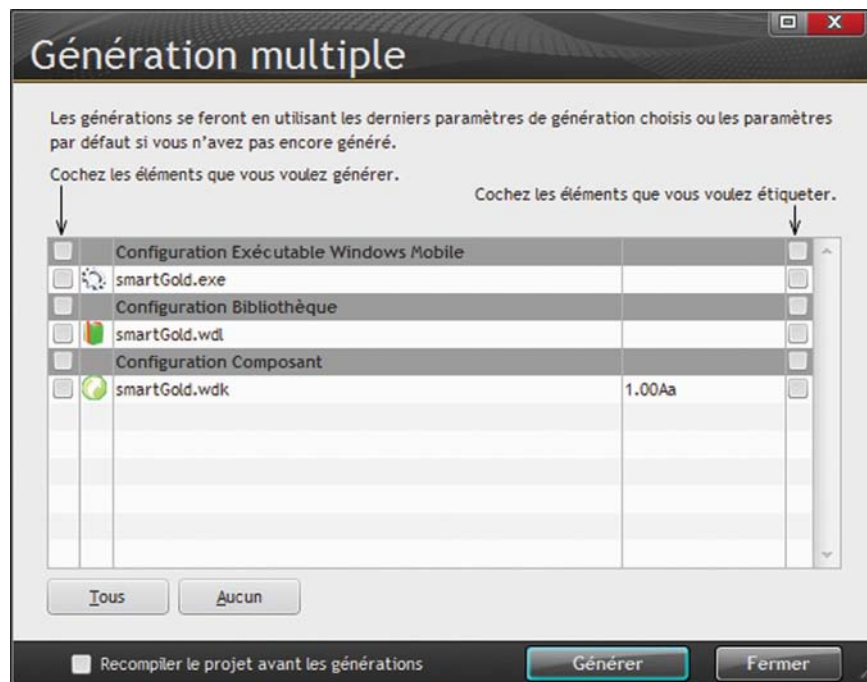 Génération multiple
Les générations se feront en utilisant les derniers paramètres de génération choisis ou les paramètres
par défaut si vous n'avez pas encore généré.
Cochez les éléments que vous voulez générer.
Cochez les éléments que vous voulez étiqueter.
Configuration Exécutable Windows Mobile
smartGold.exe
Configuration Bibliothèque
smartGold.wdl
Configuration Composant
smartGold.wdk 1.00Aa
Tous Aucun
Recompiler le projet avant les générations Générer Fermer